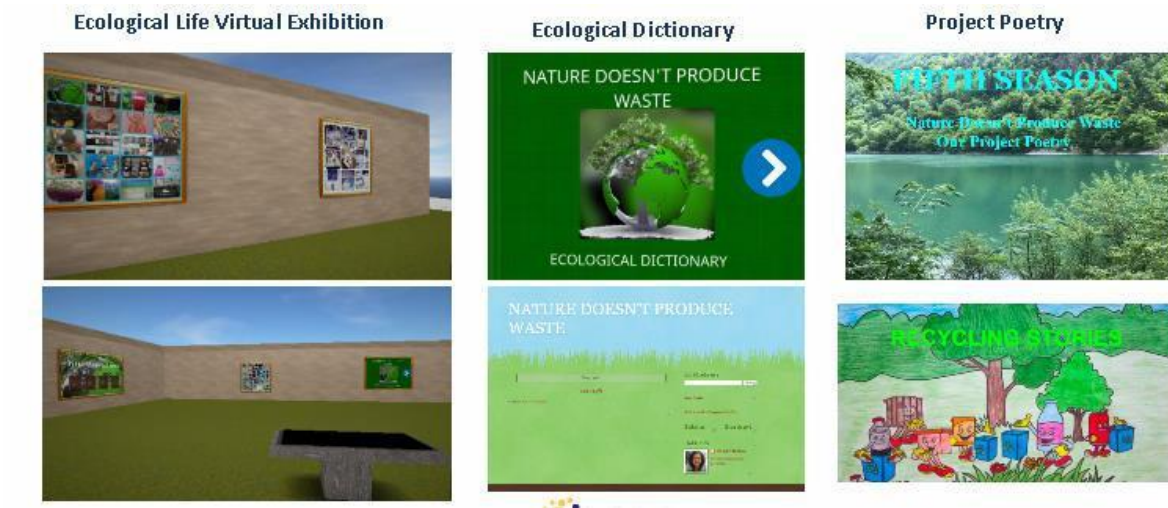 Ecological Life Virtual Exhibition
Ecological Dictionary
Project Poetry
NATURE DOESN'T PRODUCE
WASTE
ECOLOGICAL DICTIONARY
FIFTH SEASON
Nature Doesn't Produce Waste
Our Project Poetry
NATURE DOESN'T PRODUCE
WASTE
RECYCLING STORIES